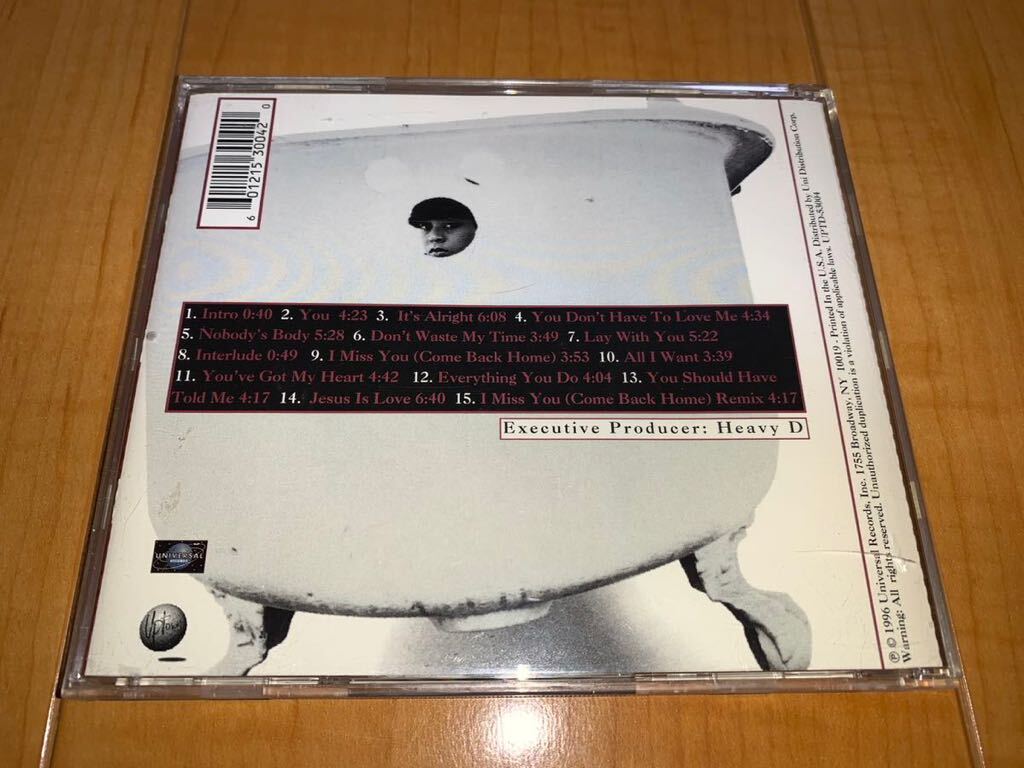 6 01215 30042 0
1. Intro 0:40 2. You 4:23 3. It's Alright 6:08 4. You Don't Have To Love Me 4:34
5. Nobody's Body 5:28 6. Don't Waste My Time 3:49 7. Lay With You 5:22
8. Interlude 0:49 9. I Miss You (Come Back Home) 3:53 10. All I Want 3:39
11. You've Got My Heart 4:42 12. Everything You Do 4:04 13. You Should Have
Told Me 4:17 14. Jesus Is Love 6:40 15. I Miss You (Come Back Home) Remix 4:17
Executive Producer: Heavy D
UNIVERSAL
RECORDS
Uptown
℗ © 1996 Universal Records, Inc. 1755 Broadway, NY 10019 - Printed In the U.S.A. Distributed by Uni Distribution Corp.
Warning: All rights reserved. Unauthorized duplication is a violation of applicable laws. UPTD-53004